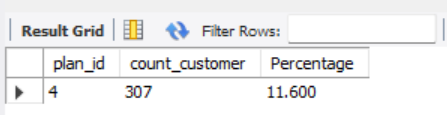 Result Grid Filter Rows:
plan_id count_customer Percentage
4 307 11.600